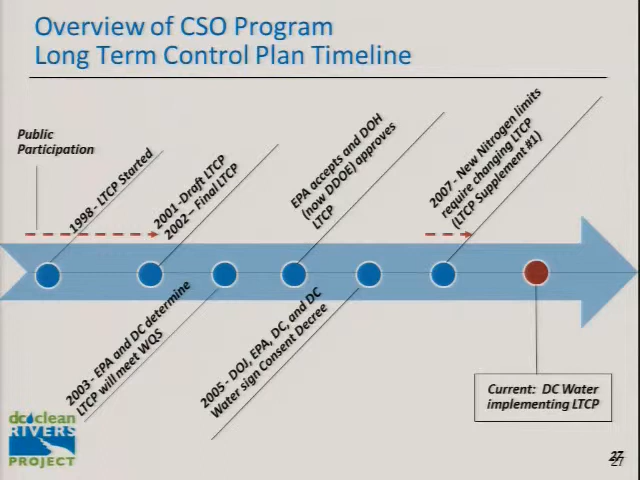 Overview of CSO Program
Long Term Control Plan Timeline
Public
Participation
1998 - LTCP Started
2001 -Draft LTCP
2002 – Final LTCP
EPA accepts and DOH
(now DDOE) approves
LTCP
2007 - New Nitrogen limits
require changing LTCP
(LTCP Supplement #1)
2003 - EPA and DC determine
LTCP will meet WQS
2005 - DOJ, EPA, DC, and DC
Water sign Consent Decree
Current: DC Water
implementing LTCP
dc clean
RIVERS
PROJECT
27
27